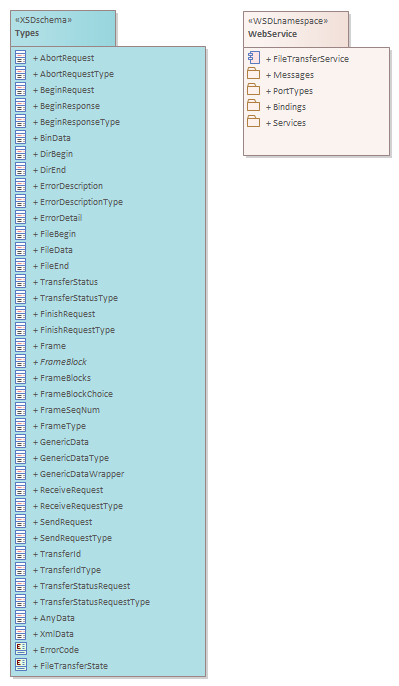 «XSDschema»
Types
+ AbortRequest
+ AbortRequestType
+ BeginRequest
+ BeginResponse
+ BeginResponseType
+ BinData
+ DirBegin
+ DirEnd
+ ErrorDescription
+ ErrorDescriptionType
+ ErrorDetail
+ FileBegin
+ FileData
+ FileEnd
+ TransferStatus
+ TransferStatusType
+ FinishRequest
+ FinishRequestType
+ Frame
+ FrameBlock
+ FrameBlocks
+ FrameBlockChoice
+ FrameSeqNum
+ FrameType
+ GenericData
+ GenericDataType
+ GenericDataWrapper
+ ReceiveRequest
+ ReceiveRequestType
+ SendRequest
+ SendRequestType
+ TransferId
+ TransferIdType
+ TransferStatusRequest
+ TransferStatusRequestType
+ AnyData
+ XmlData
+ ErrorCode
+ FileTransferState
«WSDLnamespace»
WebService
+ FileTransferService
+ Messages
+ PortTypes
+ Bindings
+ Services